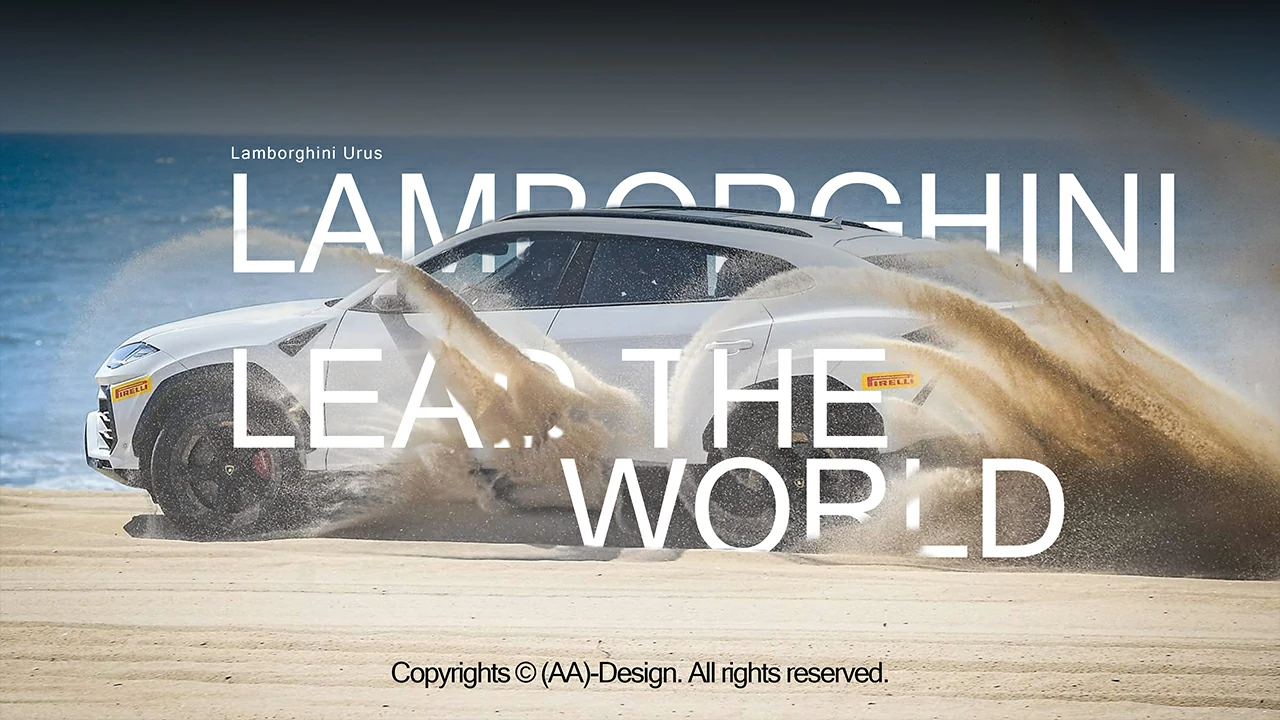 Lamborghini Urus
LAMBORGHINI
LEAD THE
WORLD
PIRELLI
PIRELLI
Copyrights © (AA)-Design. All rights reserved.